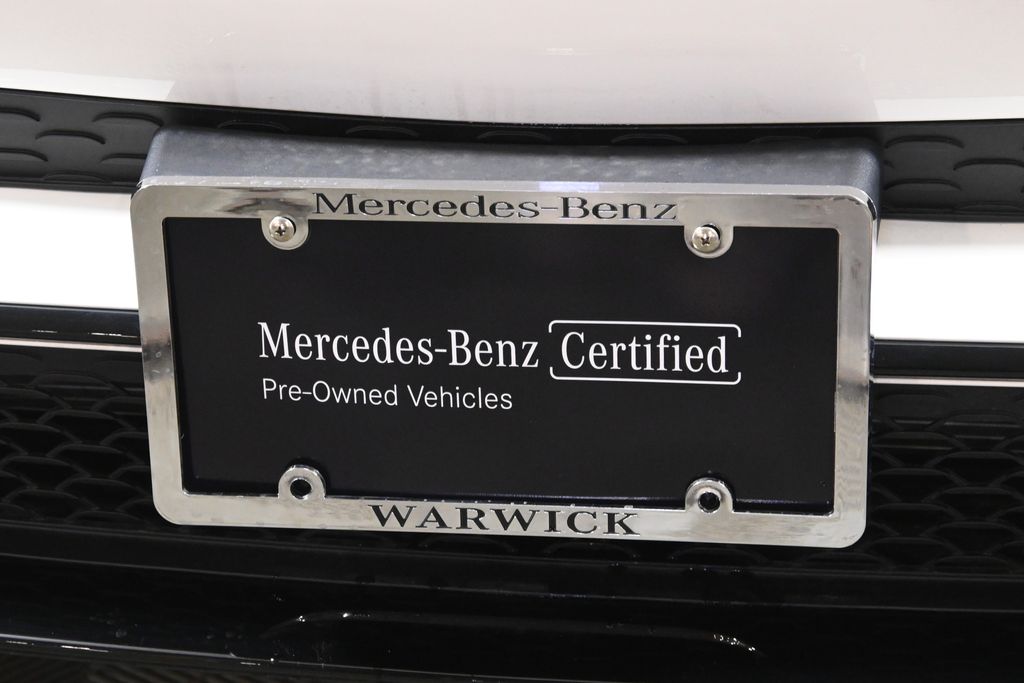 Mercedes-Benz
Mercedes-Benz Certified
Pre-Owned Vehicles
WARWICK